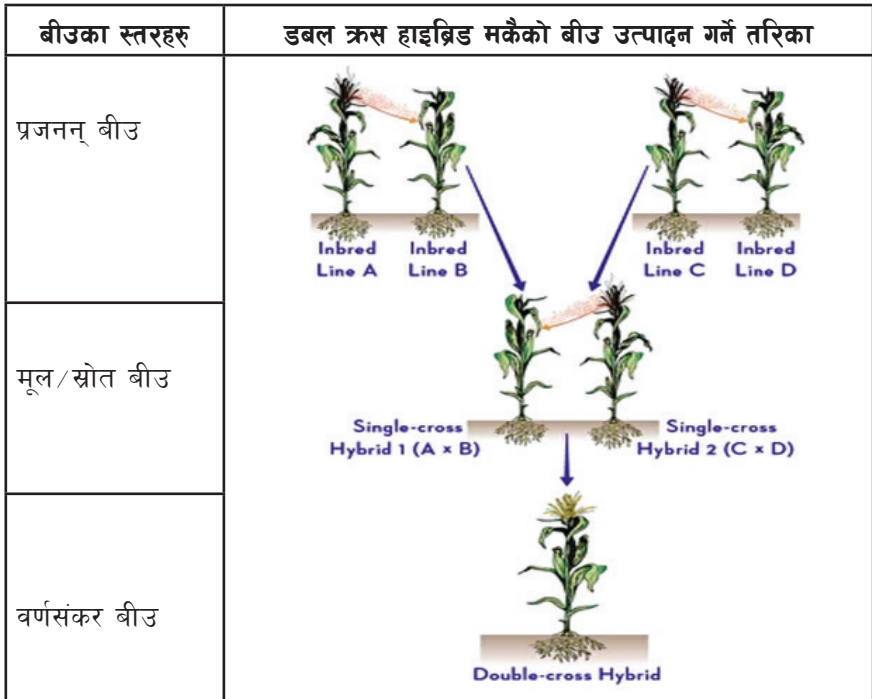 बीउका स्तरहरु
डबल क्रस हाइब्रिड मकैको बीउ उत्पादन गर्ने तरिका
प्रजनन् बीउ
Inbred Line A
Inbred Line B
Inbred Line C
Inbred Line D
मूल/स्रोत बीउ
Single-cross
Hybrid 1 (A × B)
Single-cross
Hybrid 2 (C × D)
वर्णसंकर बीउ
Double-cross Hybrid